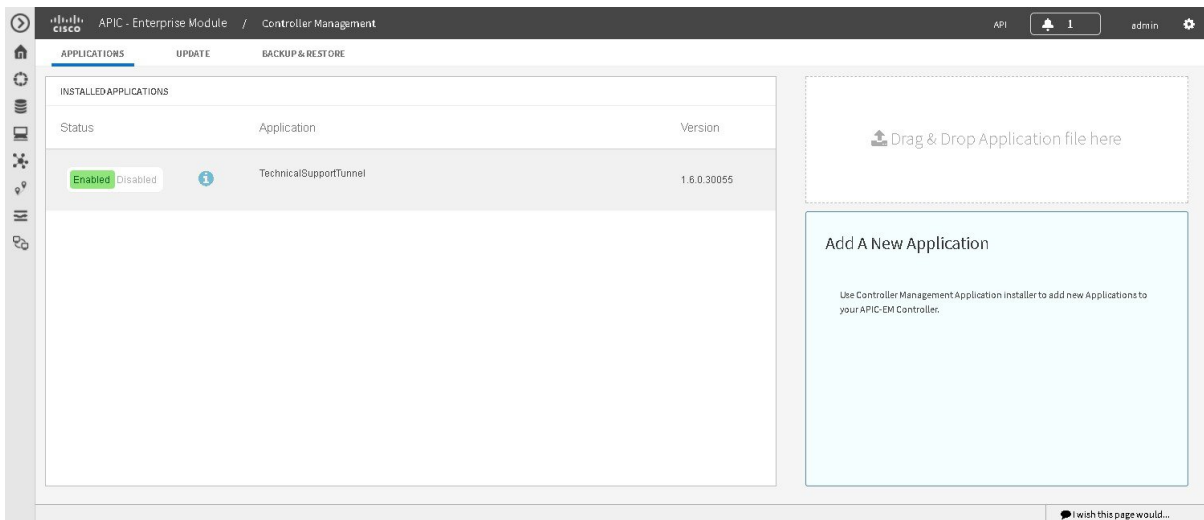 CISCO APIC - Enterprise Module / Controller Management API 1 admin
APPLICATIONS UPDATE BACKUP & RESTORE
INSTALLED APPLICATIONS
Status Application Version
Enabled Disabled TechnicalSupportTunnel 1.6.0.30055
Drag & Drop Application file here
Add A New Application
Use Controller Management Application installer to add new Applications to
your APIC-EM Controller.
I wish this page would...